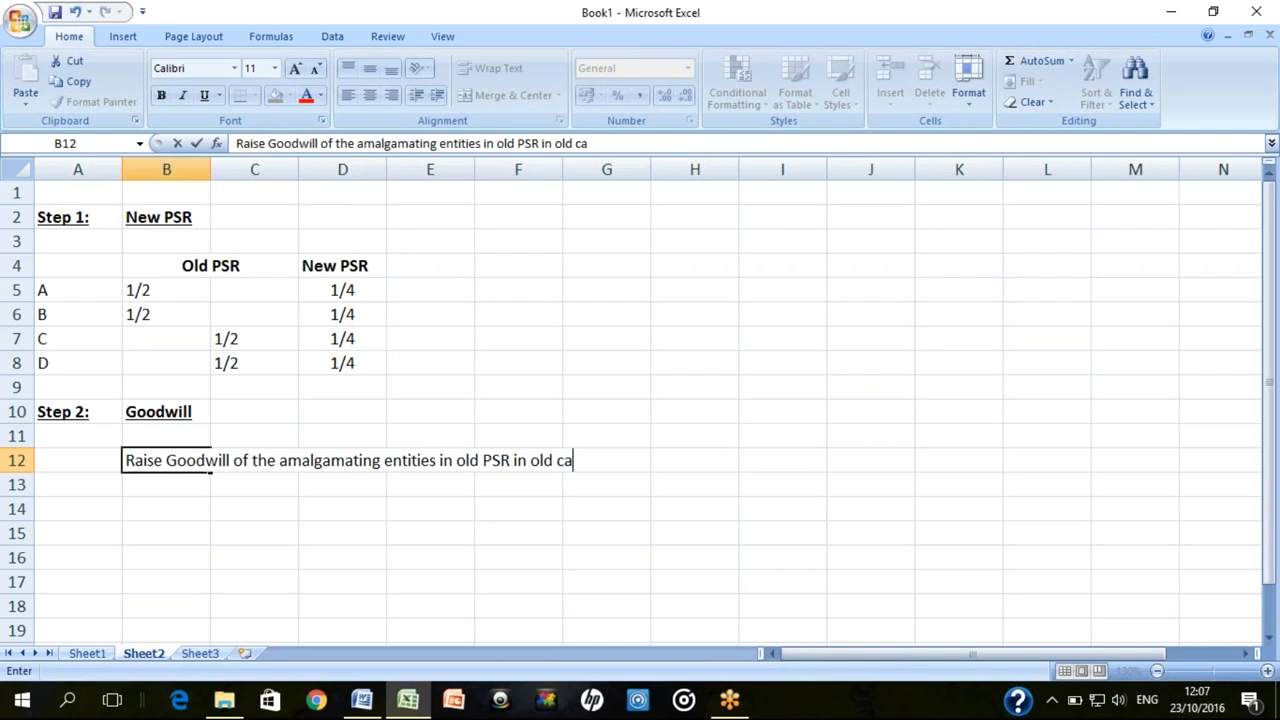 Book1 - Microsoft Excel
Home Insert Page Layout Formulas Data Review View
Cut
Copy
Format Painter
Paste
Clipboard
Calibri 11
B I U
Font
Wrap Text
Merge & Center
Alignment
General
% ,
Number
Conditional Formatting
Format as Table
Cell Styles
Styles
Insert Delete Format
Cells
AutoSum
Fill
Clear
Sort & Filter
Find & Select
Editing
B12 fx Raise Goodwill of the amalgamating entities in old PSR in old ca
A B C D E F G H I J K L M N
1
2 Step 1: New PSR
3
4 Old PSR New PSR
5 A 1/2 1/4
6 B 1/2 1/4
7 C 1/2 1/4
8 D 1/2 1/4
9
10 Step 2: Goodwill
11
12 Raise Goodwill of the amalgamating entities in old PSR in old ca
13
14
15
16
17
18
19
Sheet1 Sheet2 Sheet3
Enter 130%
ENG 12:07
23/10/2016